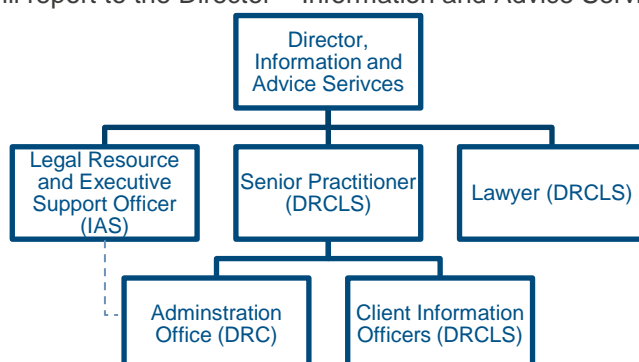 ill report to the Director – Information and Advice Servi
Director,
Information and
Advice Serivces
Legal Resource
and Executive
Support Officer
(IAS)
Senior Practitioner
(DRCLS)
Lawyer (DRCLS)
Adminstration
Office (DRC)
Client Information
Officers (DRCLS)